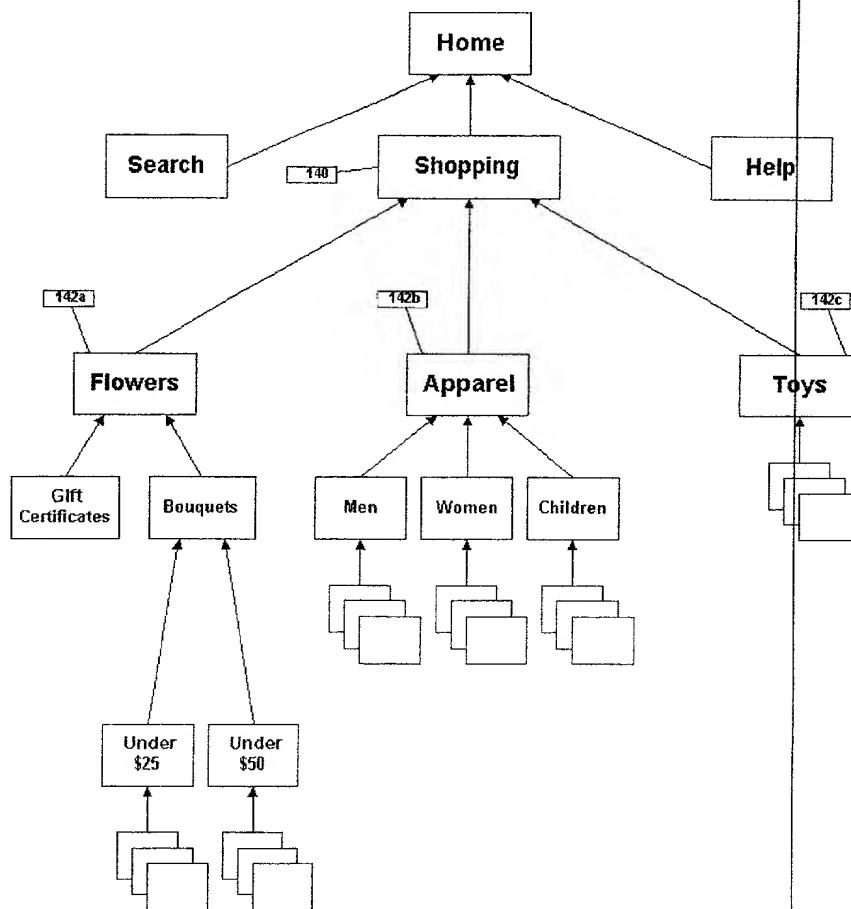 Home
Search
140
Shopping
Help
142a
142b
142c
Flowers
Apparel
Toys
Gift
Certificates
Bouquets
Men
Women
Children
Under
$25
Under
$50